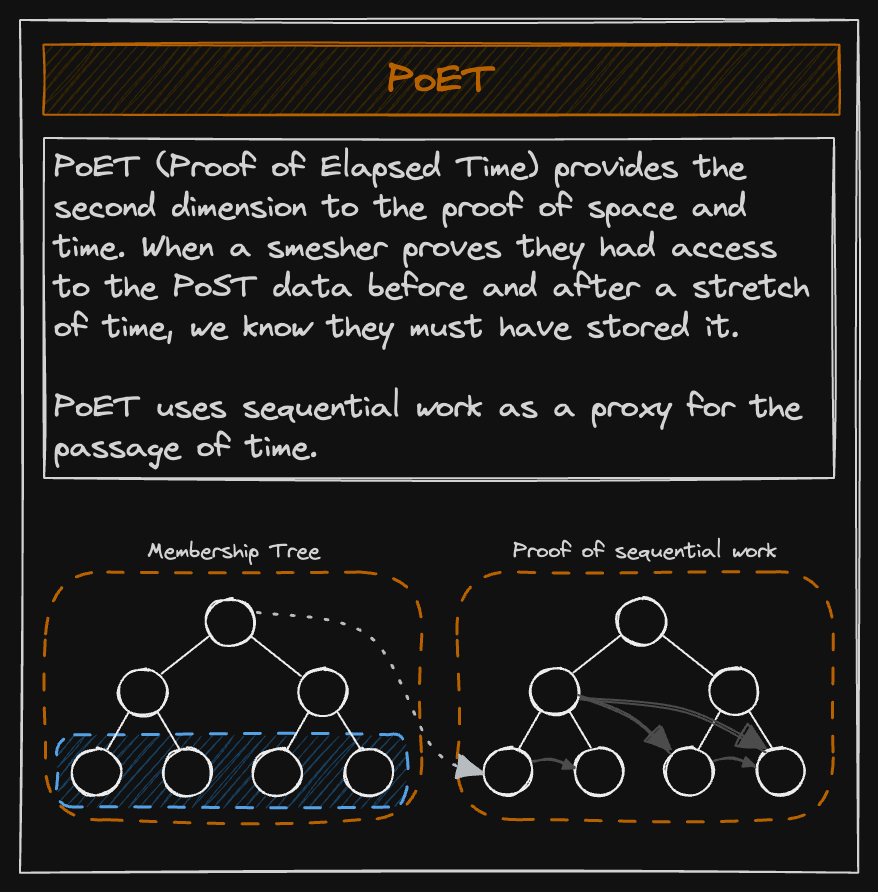 PoET
PoET (Proof of Elapsed Time) provides the
second dimension to the proof of space and
time. When a smesher proves they had access
to the PoST data before and after a stretch
of time, we know they must have stored it.
PoET uses sequential work as a proxy for the
passage of time.
Membership Tree
Proof of sequential work